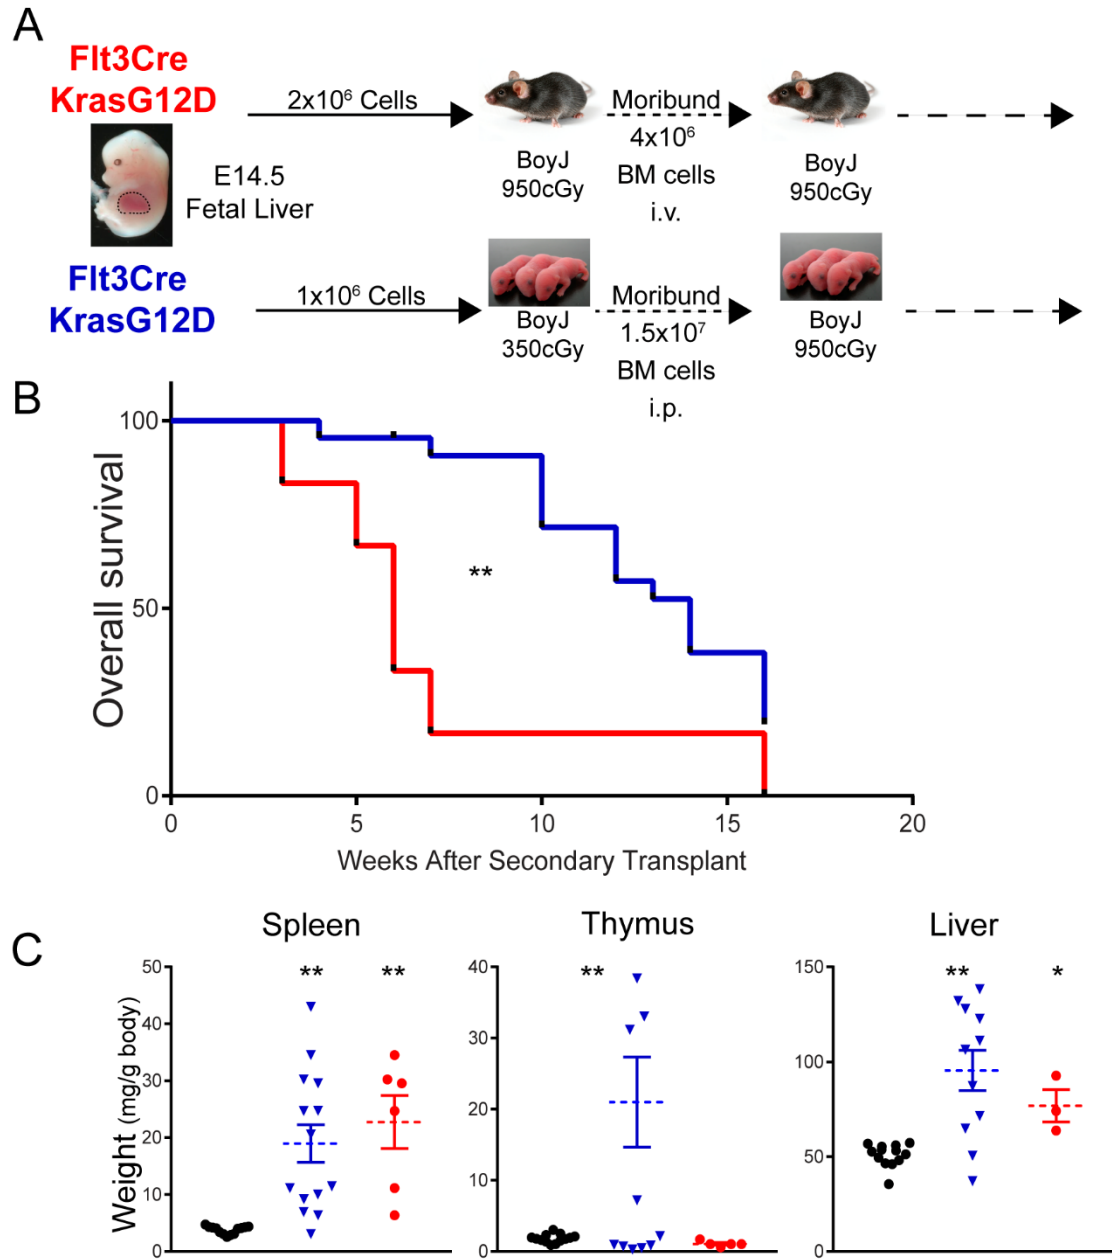 A
Flt3Cre
KrasG12D
2x10⁶ Cells
Moribund
4x10⁶
BM cells
i.v.
BoyJ
950cGy
BoyJ
950cGy
E14.5
Fetal Liver
Flt3Cre
KrasG12D
1x10⁶ Cells
Moribund
1.5x10⁷
BM cells
i.p.
BoyJ
350cGy
BoyJ
950cGy
B
Overall survival
100
50
0
**
0 5 10 15 20
Weeks After Secondary Transplant
C
Weight (mg/g body)
Spleen
50
40
30
20
10
0
** **
Thymus
40
30
20
10
0
**
Liver
150
100
50
0
** *